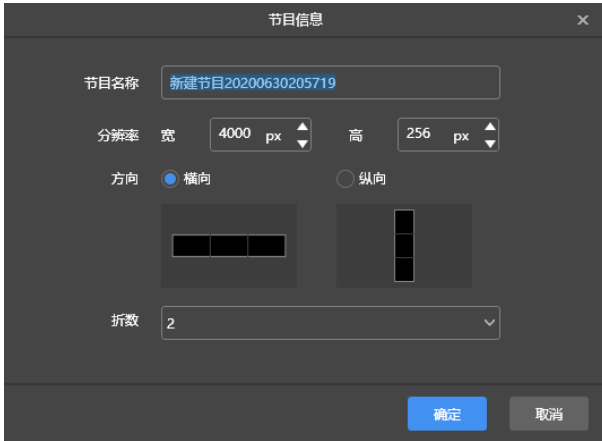 节目信息
节目名称 新建节目20200630205719
分辨率 宽 4000 px 高 256 px
方向 横向 纵向
折数 2
确定 取消